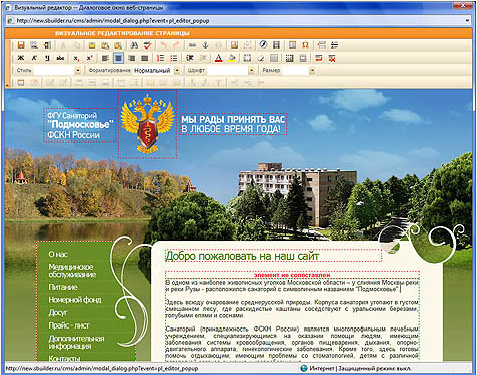 Визуальный редактор -- Диалоговое окно веб-страницы
http://new.sbuilder.ru/cms/admin/modal_dialog.php?event=pl_editor_popup
ВИЗУАЛЬНОЕ РЕДАКТИРОВАНИЕ СТРАНИЦЫ
Стиль Форматирование Нормальный Шрифт Размер
ФГУ Санаторий
"Подмосковье"
ФСКН России
МЫ РАДЫ ПРИНЯТЬ ВАС
В ЛЮБОЕ ВРЕМЯ ГОДА!
О нас
Медицинское
обслуживание
Питание
Номерной фонд
Досуг
Прайс - лист
Дополнительная
информация
Контакты
Добро пожаловать на наш сайт
элемент не сопоставлен
В одном из наиболее живописных уголков Московской области – у слияния Москвы-реки
и реки Рузы - расположился санаторий с символичным названием "Подмосковье".
Здесь всюду очарование среднерусской природы. Корпуса санатория утопают в густом
смешанном лесу, где раскидистые каштаны соседствуют с уральскими березами,
голубыми елями и соснами.
Санаторий (принадлежность ФСКН России) является многопрофильным лечебным
учреждением, специализирующимся на оказании помощи людям, имеющим
заболевания системы кровообращения, органов пищеварения, дыхания, опорно-
двигательного аппарата, гинекологические заболевания. Кроме того, здесь готовы
помочь отдыхающим, имеющим проблемы со стоматологией, детям с различной
http://new.sbuilder.ru/cms/admin/modal_dialog.php?event=pl_editor_popup
Интернет | Защищенный режим: выкл.